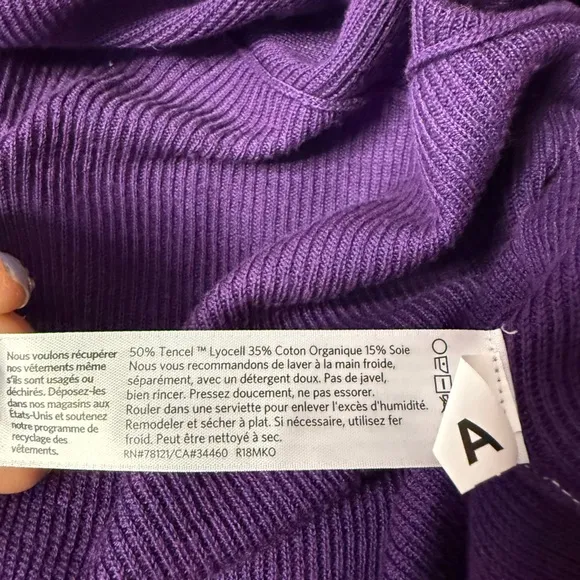 Nous voulons récupérer
nos vêtements même
s'ils sont usagés ou
déchirés. Déposez-les
dans nos magasins aux
États-Unis et soutenez
notre programme de
recyclage des
vêtements.
50% Tencel ™ Lyocell 35% Coton Organique 15% Soie
Nous vous recommandons de laver à la main froide,
séparément, avec un détergent doux. Pas de javel,
bien rincer. Pressez doucement, ne pas essorer.
Rouler dans une serviette pour enlever l'excès d'humidité.
Remodeler et sécher à plat. Si nécessaire, utilisez fer
froid. Peut être nettoyé à sec.
RN#78121/CA#34460 R18MKO
A